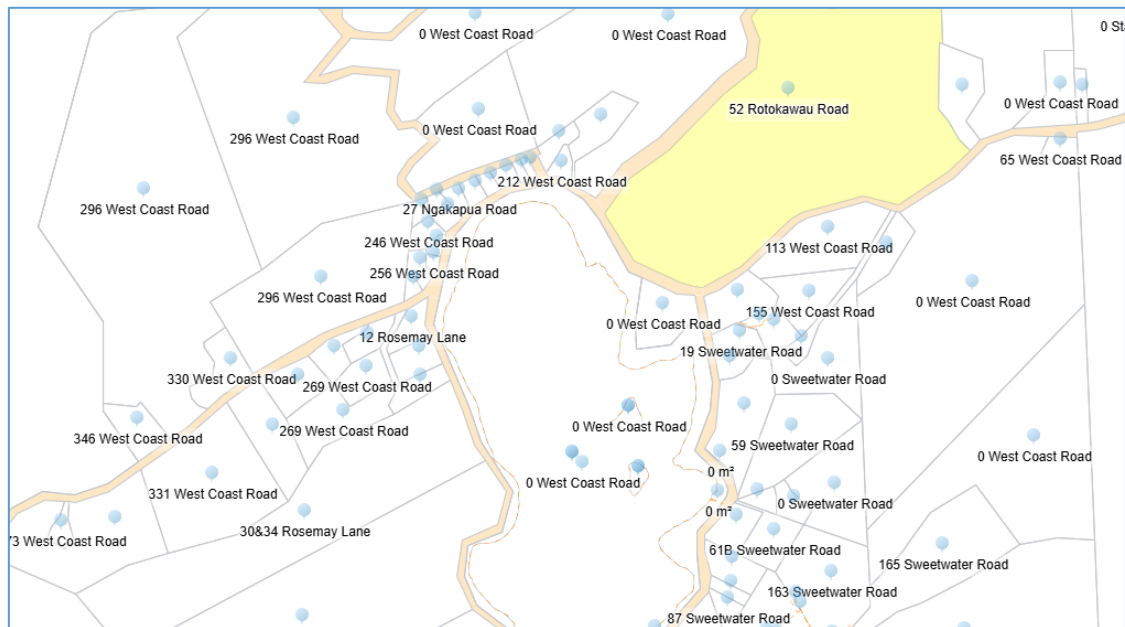 0 West Coast Road
0 West Coast Road
0 Sta
52 Rotokawau Road
0 West Coast Road
296 West Coast Road
0 West Coast Road
65 West Coast Road
212 West Coast Road
296 West Coast Road
27 Ngakapua Road
246 West Coast Road
113 West Coast Road
256 West Coast Road
296 West Coast Road
0 West Coast Road
0 West Coast Road
155 West Coast Road
12 Rosemay Lane
19 Sweetwater Road
330 West Coast Road
269 West Coast Road
0 Sweetwater Road
0 West Coast Road
269 West Coast Road
346 West Coast Road
59 Sweetwater Road
0 West Coast Road
0 m²
331 West Coast Road
0 West Coast Road
0 Sweetwater Road
0 m²
30&34 Rosemay Lane
73 West Coast Road
61B Sweetwater Road
165 Sweetwater Road
163 Sweetwater Road
87 Sweetwater Road